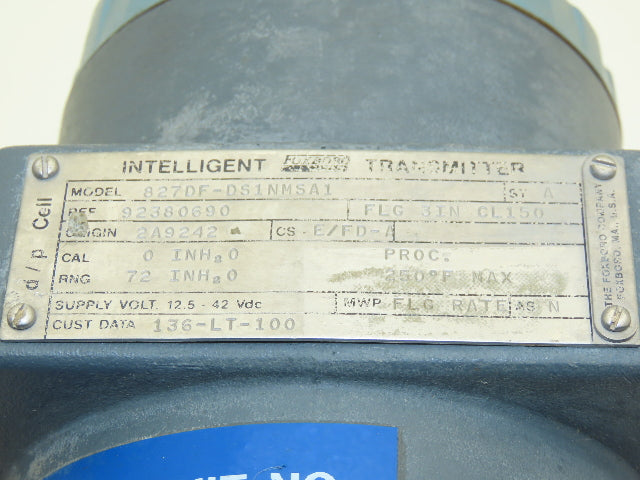 INTELLIGENT FOXBORO TRANSMITTER
MODEL 827DF-DS1NMSA1 ST A
REF 92380690 FLG 3IN CL150
ORIGIN 2A9242 CS E/FD-A
CAL 0 INH₂O PROC.
RNG 72 INH₂O 250°F MAX
SUPPLY VOLT. 12.5 - 42 Vdc MWP FLG RATE AS N
CUST DATA 136-LT-100
d / p Cell
THE FOXBORO COMPANY
FOXBORO, MA., U.S.A.
NO